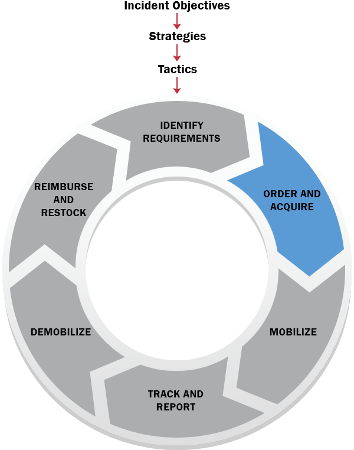 Incident Objectives
Strategies
Tactics
IDENTIFY
REQUIREMENTS
ORDER AND
ACQUIRE
MOBILIZE
TRACK AND
REPORT
DEMOBILIZE
REIMBURSE
AND
RESTOCK